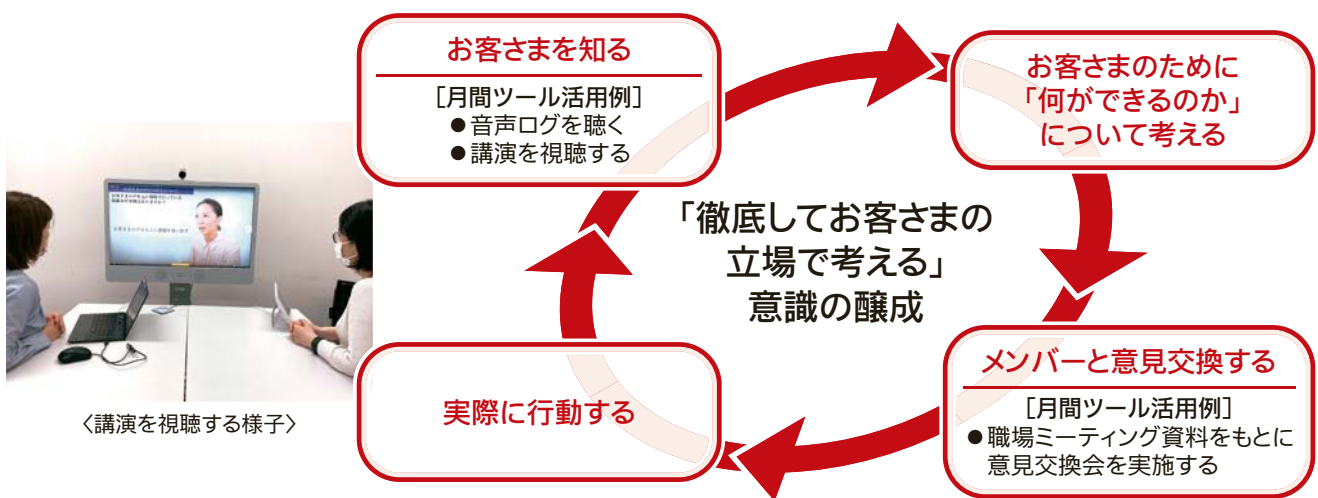 お客さまを知る
［月間ツール活用例］
●音声ログを聴く
●講演を視聴する
お客さまのために
「何ができるのか」
について考える
「徹底してお客さまの
立場で考える」
意識の醸成
メンバーと意見交換する
［月間ツール活用例］
●職場ミーティング資料をもとに
意見交換会を実施する
実際に行動する
〈講演を視聴する様子〉